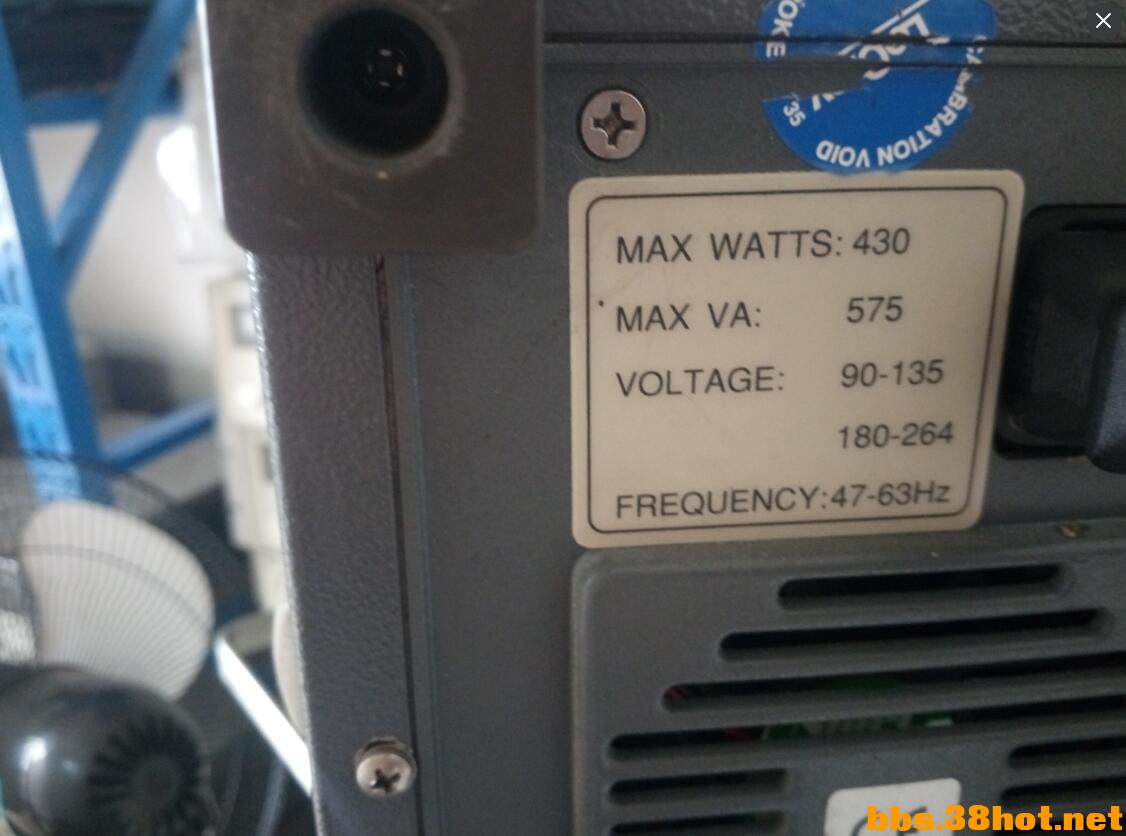 CALIBRATION VOID
35
MAX WATTS: 430
MAX VA: 575
VOLTAGE: 90-135
180-264
FREQUENCY: 47-63Hz
bbs.38hot.net